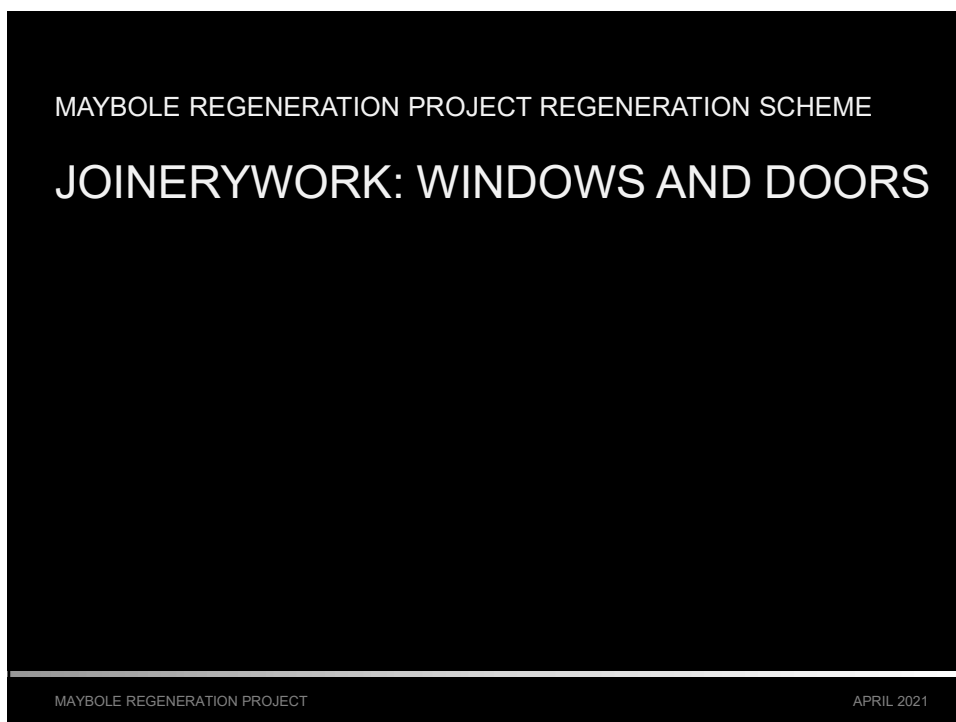 MAYBOLE REGENERATION PROJECT REGENERATION SCHEME
JOINERYWORK: WINDOWS AND DOORS
MAYBOLE REGENERATION PROJECT
APRIL 2021